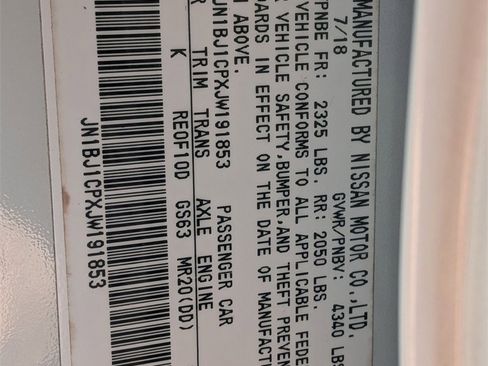 MANUFACTURED BY NISSAN MOTOR CO.,LTD.
7/18 GVWR/PNBV: 4340 LBS
PNBE FR: 2325 LBS. RR: 2050 LBS.
VEHICLE CONFORMS TO ALL APPLICABLE FEDE
VEHICLE SAFETY,BUMPER,AND THEFT PREVEN
ARDS IN EFFECT ON THE DATE OF MANUFACT
ABOVE.
JN1BJ1CPXJW191853 PASSENGER CAR
R TRIM TRANS AXLE ENGINE
K RE0F10D GS63 MR20(DD)
JN1BJ1CPXJW191853